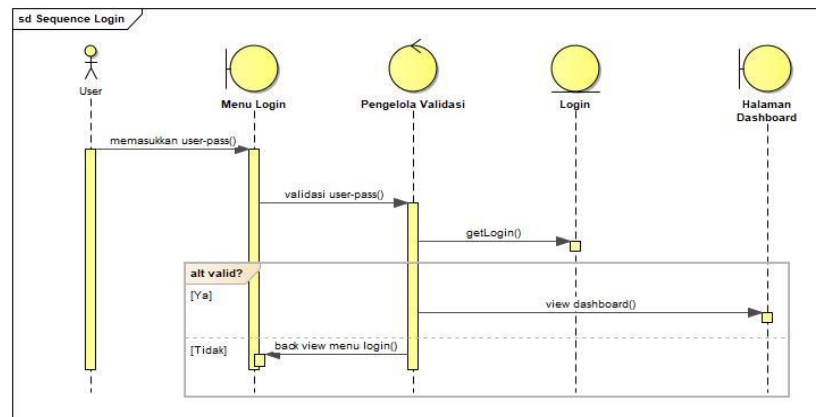 sd Sequence Login
User
Menu Login
Pengelola Validasi
Login
Halaman
Dashboard
memasukkan user-pass()
validasi user-pass()
getLogin()
alt valid?
[Ya]
view dashboard()
[Tidak]
back view menu login()